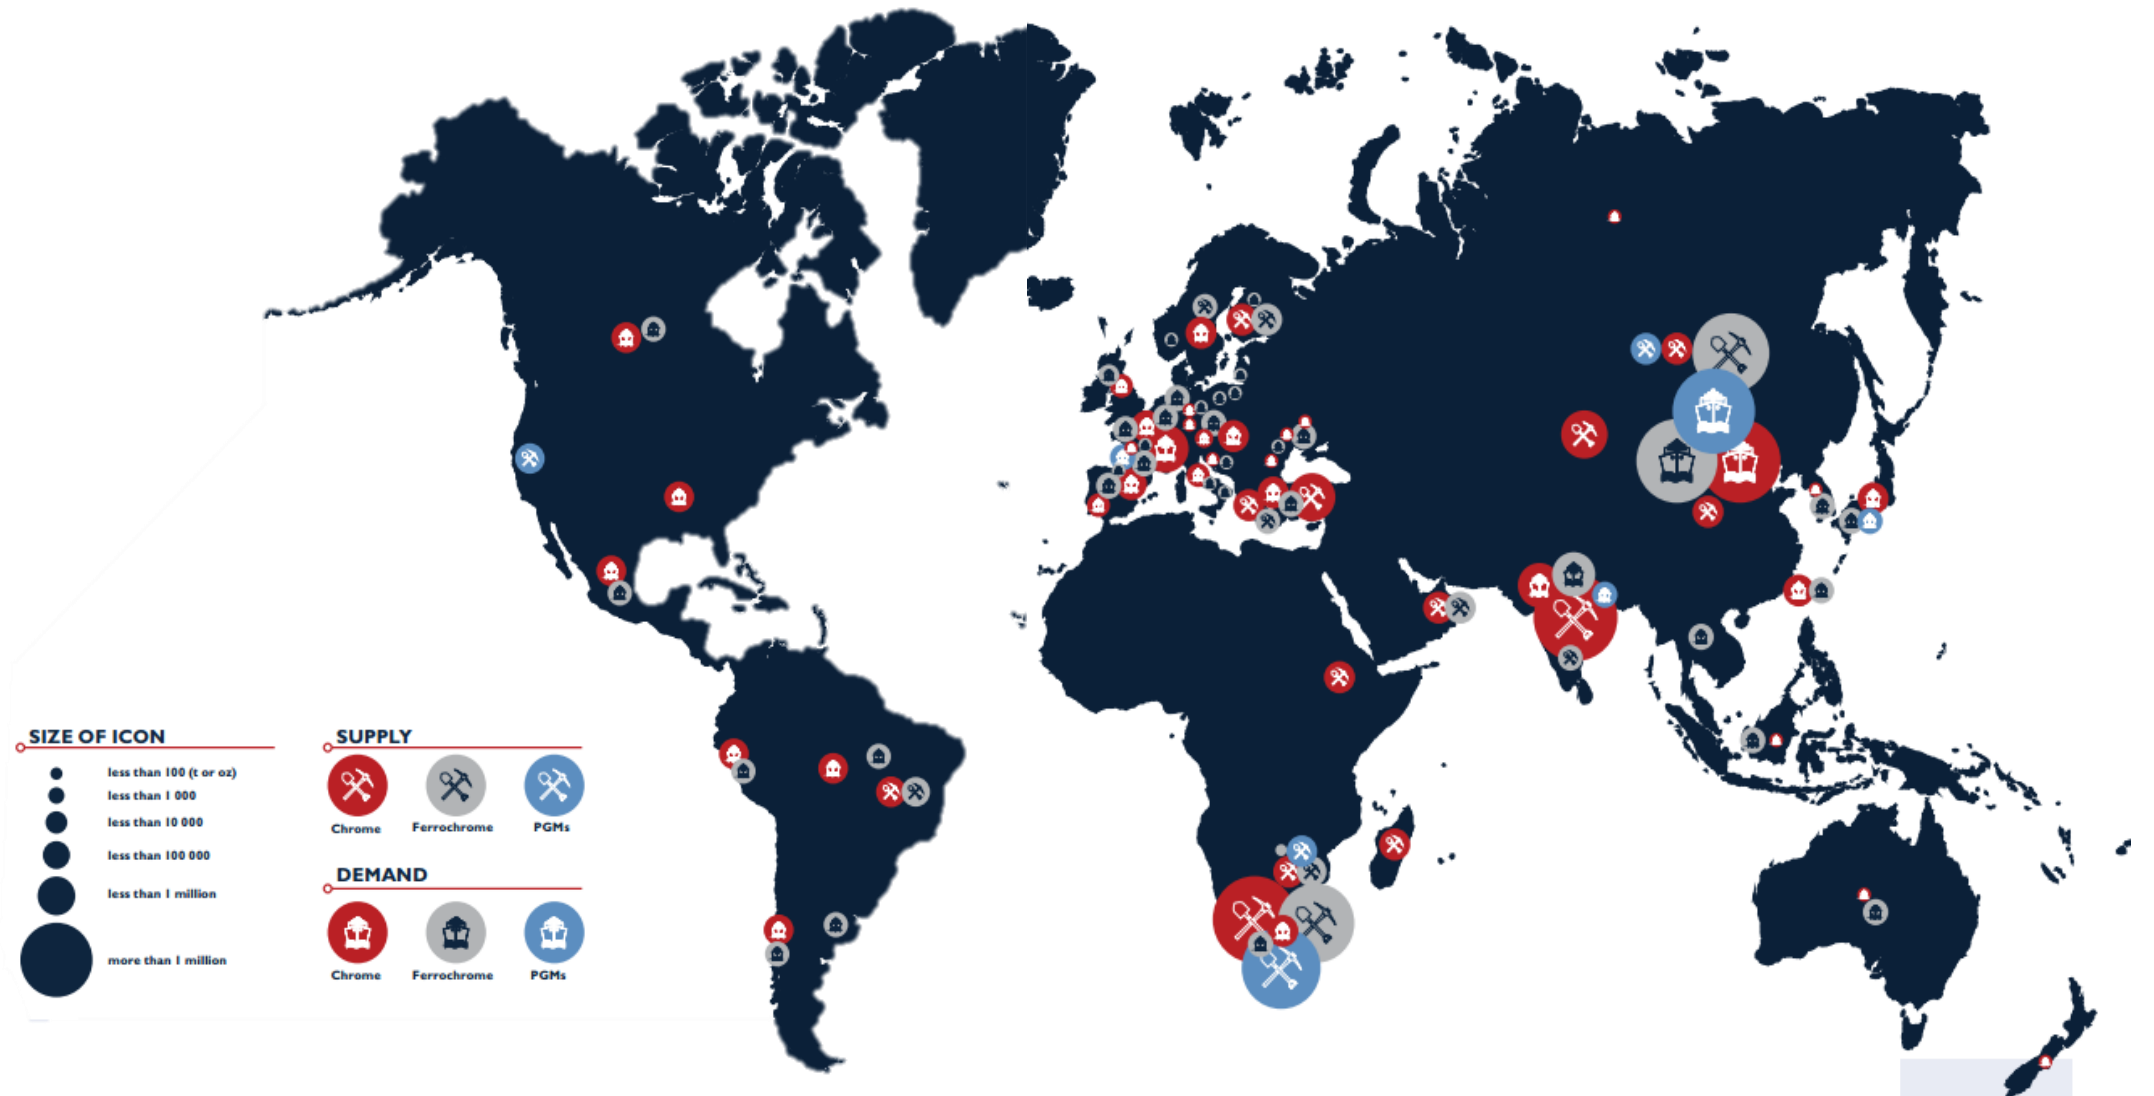 SIZE OF ICON
less than 100 (t or oz)
less than 1 000
less than 10 000
less than 100 000
less than 1 million
more than 1 million
SUPPLY
Chrome
Ferrochrome
PGMs
DEMAND
Chrome
Ferrochrome
PGMs